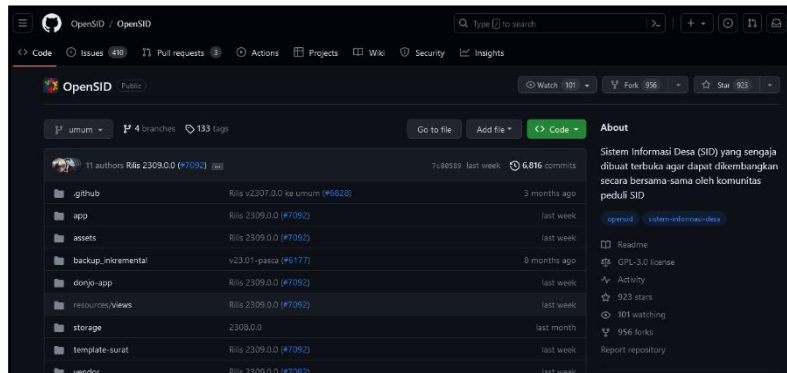 OpenSID / OpenSID
Type / to search
Code Issues 410 Pull requests 3 Actions Projects Wiki Security Insights
OpenSID Public
Watch 101 Fork 956 Star 923
umum 4 branches 133 tags Go to file Add file Code
11 authors Rilis 2309.0.0 (#7092) ... last week 6,816 commits
.github Rilis v2307.0.0 ke umum (#6828) 3 months ago
app Rilis 2309.0.0 (#7092) last week
assets Rilis 2309.0.0 (#7092) last week
backup_inkremental v23.01-pasca (#6177) 8 months ago
donjo-app Rilis 2309.0.0 (#7092) last week
resources/views Rilis 2309.0.0 (#7092) last week
storage 2308.0.0 last month
template-surat Rilis 2309.0.0 (#7092) last week
vendor Rilis 2309.0.0 (#7092) last week
About
Sistem Informasi Desa (SID) yang sengaja
dibuat terbuka agar dapat dikembangkan
secara bersama-sama oleh komunitas
peduli SID
opensid sistem-informasi-desa
Readme
GPL-3.0 license
Activity
923 stars
101 watching
956 forks
Report repository